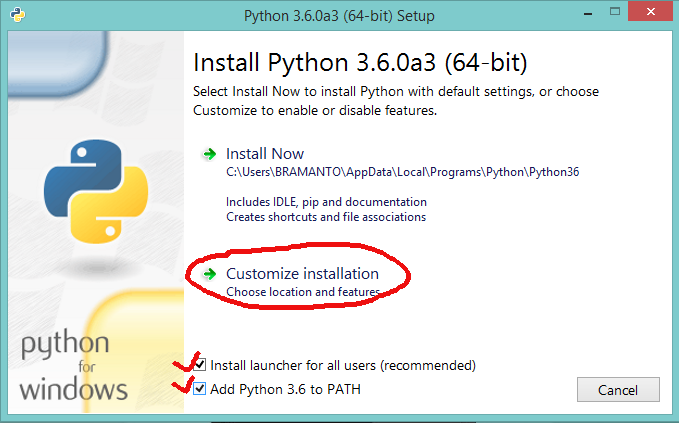 Python 3.6.0a3 (64-bit) Setup
Install Python 3.6.0a3 (64-bit)
Select Install Now to install Python with default settings, or choose
Customize to enable or disable features.
Install Now
C:\Users\BRAMANTO\AppData\Local\Programs\Python\Python36
Includes IDLE, pip and documentation
Creates shortcuts and file associations
Customize installation
Choose location and features
python
for
windows
Install launcher for all users (recommended)
Add Python 3.6 to PATH
Cancel